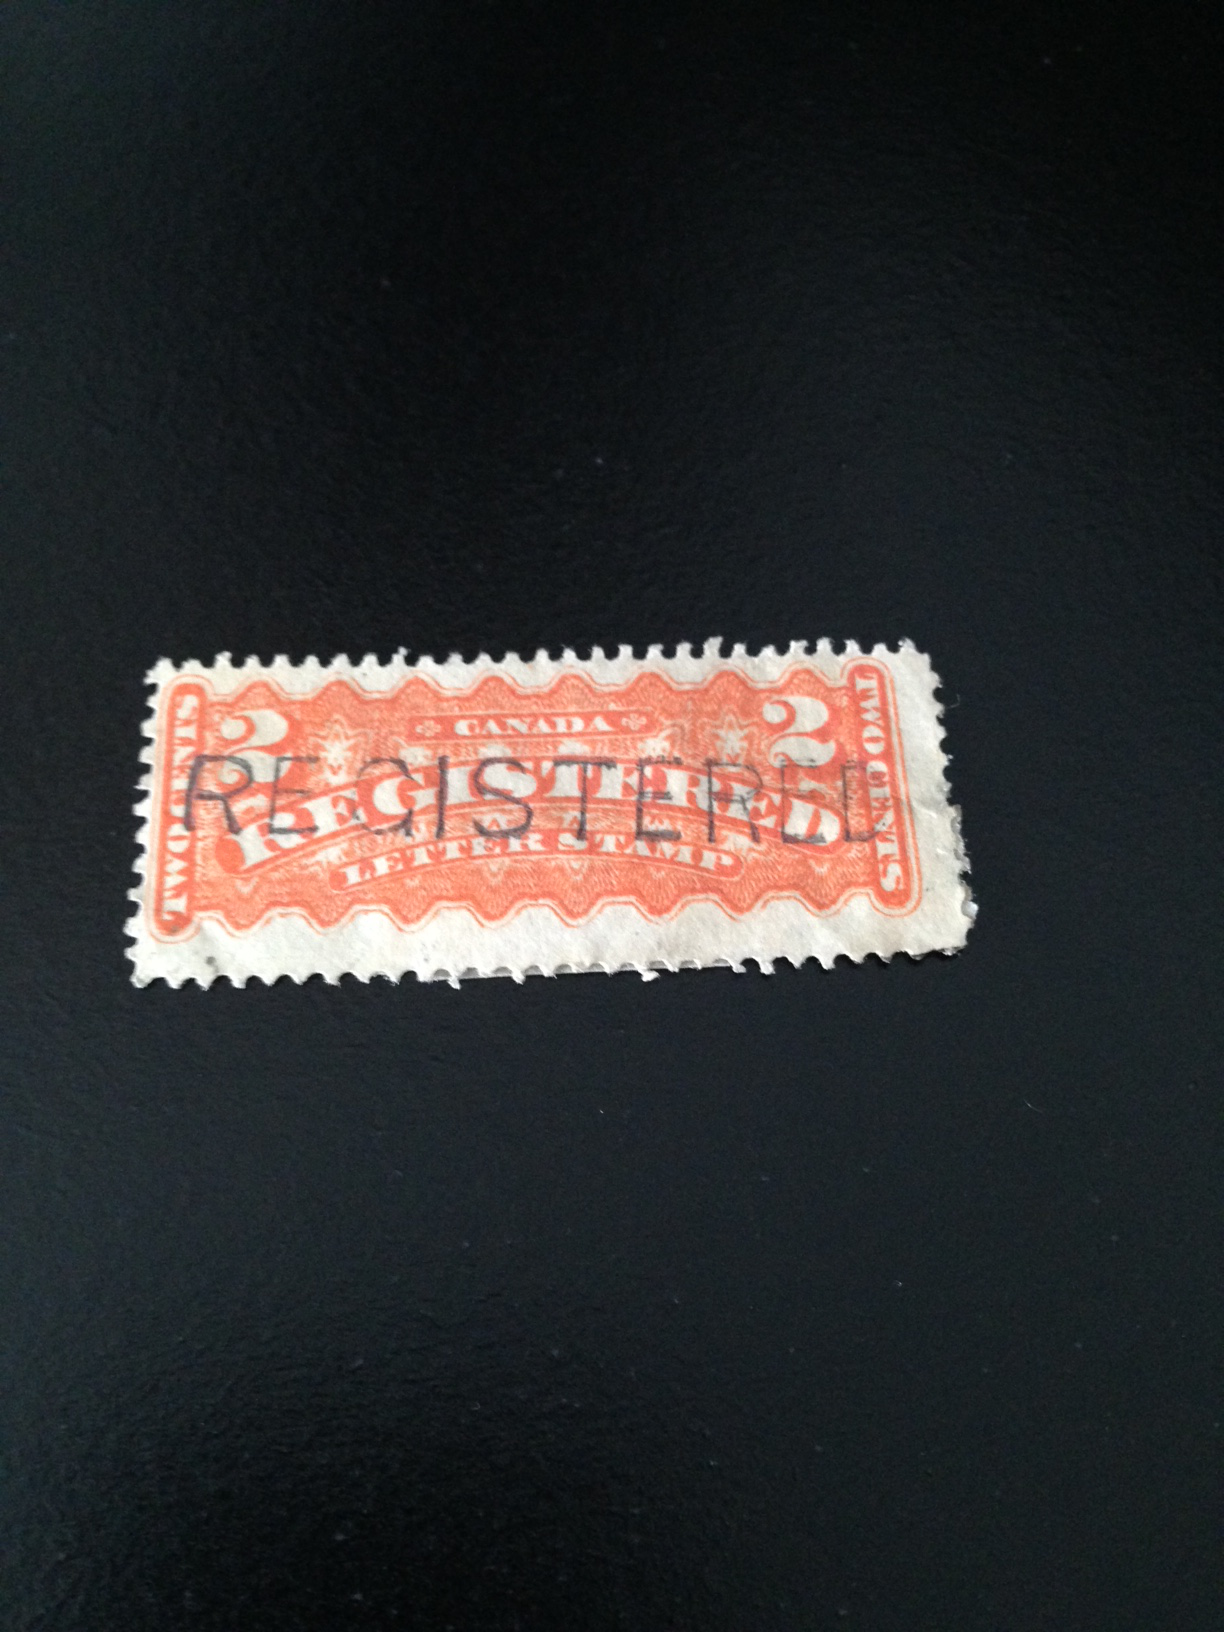 CANADA
2 2
REGISTERED
REGISTERED
LETTER STAMP
TWO CENTS
TWO CENTS